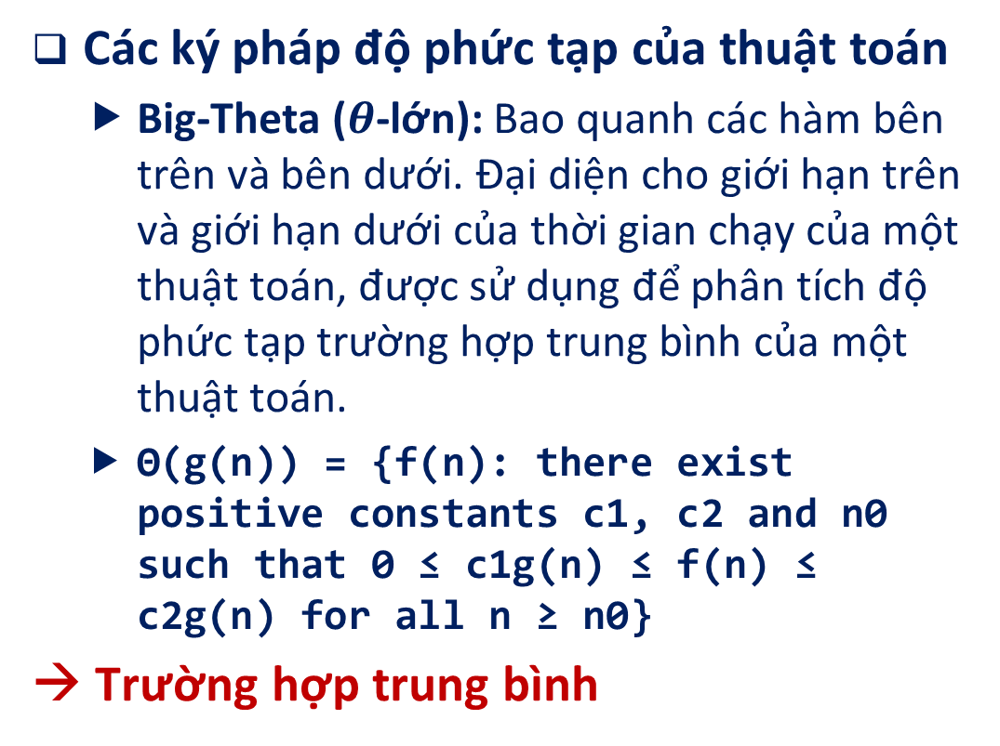 ❑ Các ký pháp độ phức tạp của thuật toán
▶ Big-Theta (𝜽-lớn): Bao quanh các hàm bên
trên và bên dưới. Đại diện cho giới hạn trên
và giới hạn dưới của thời gian chạy của một
thuật toán, được sử dụng để phân tích độ
phức tạp trường hợp trung bình của một
thuật toán.
▶ Θ(g(n)) = {f(n): there exist
positive constants c1, c2 and n0
such that 0 ≤ c1g(n) ≤ f(n) ≤
c2g(n) for all n ≥ n0}
→ Trường hợp trung bình